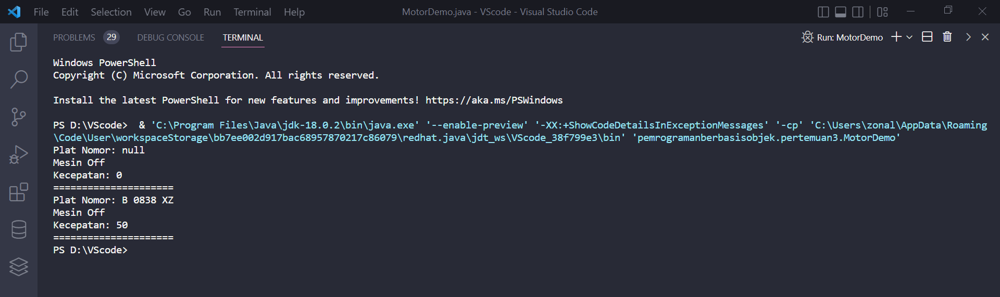 File Edit Selection View Go Run Terminal Help MotorDemo.java - VScode - Visual Studio Code
PROBLEMS 29 DEBUG CONSOLE TERMINAL Run: MotorDemo
Windows PowerShell
Copyright (C) Microsoft Corporation. All rights reserved.
Install the latest PowerShell for new features and improvements! https://aka.ms/PSWindows
PS D:\VScode>  & 'C:\Program Files\Java\jdk-18.0.2\bin\java.exe' '--enable-preview' '-XX:+ShowCodeDetailsInExceptionMessages' '-cp' 'C:\Users\zonal\AppData\Roaming
\Code\User\workspaceStorage\bb7ee002d917bac68957870217c86079\redhat.java\jdt_ws\VScode_38f799e3\bin' 'pemrogramanberbasisobjek.pertemuan3.MotorDemo'
Plat Nomor: null
Mesin Off
Kecepatan: 0
=====================
Plat Nomor: B 0838 XZ
Mesin Off
Kecepatan: 50
=====================
PS D:\VScode>